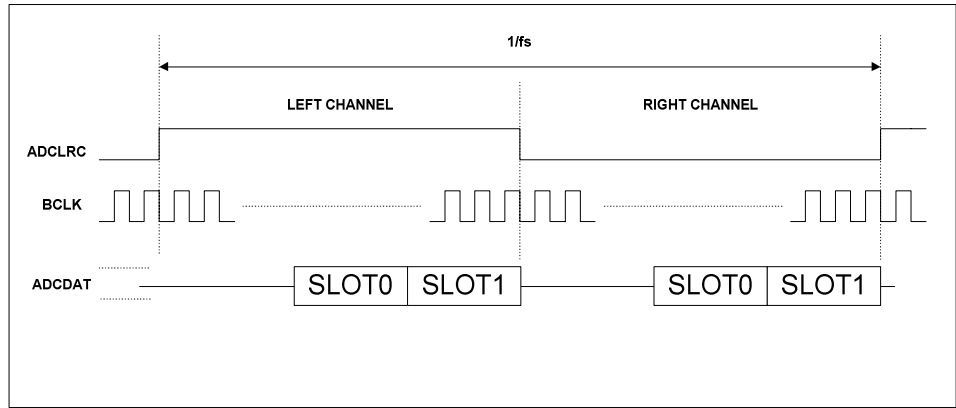 1/fs
LEFT CHANNEL
RIGHT CHANNEL
ADCLRC
BCLK
ADCDAT
SLOT0 SLOT1 SLOT0 SLOT1